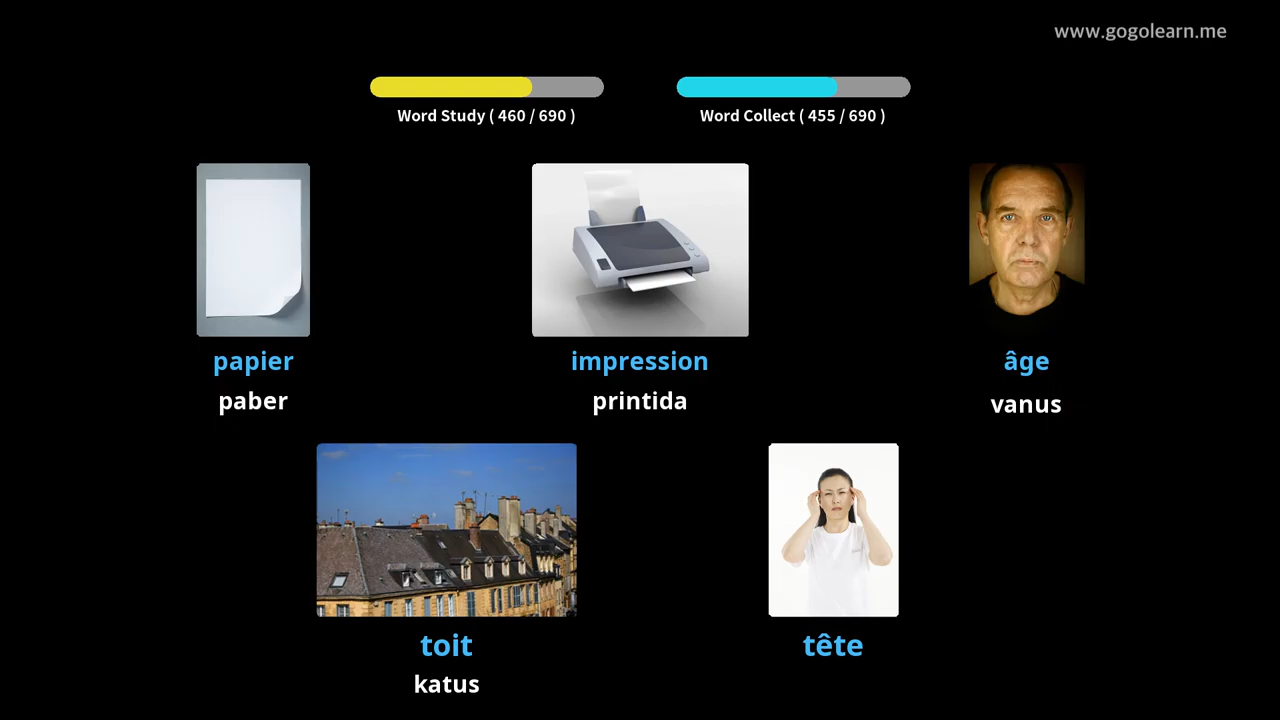 www.gogolearn.me
Word Study ( 460 / 690 )
Word Collect ( 455 / 690 )
papier
paber
impression
printida
âge
vanus
toit
katus
tête